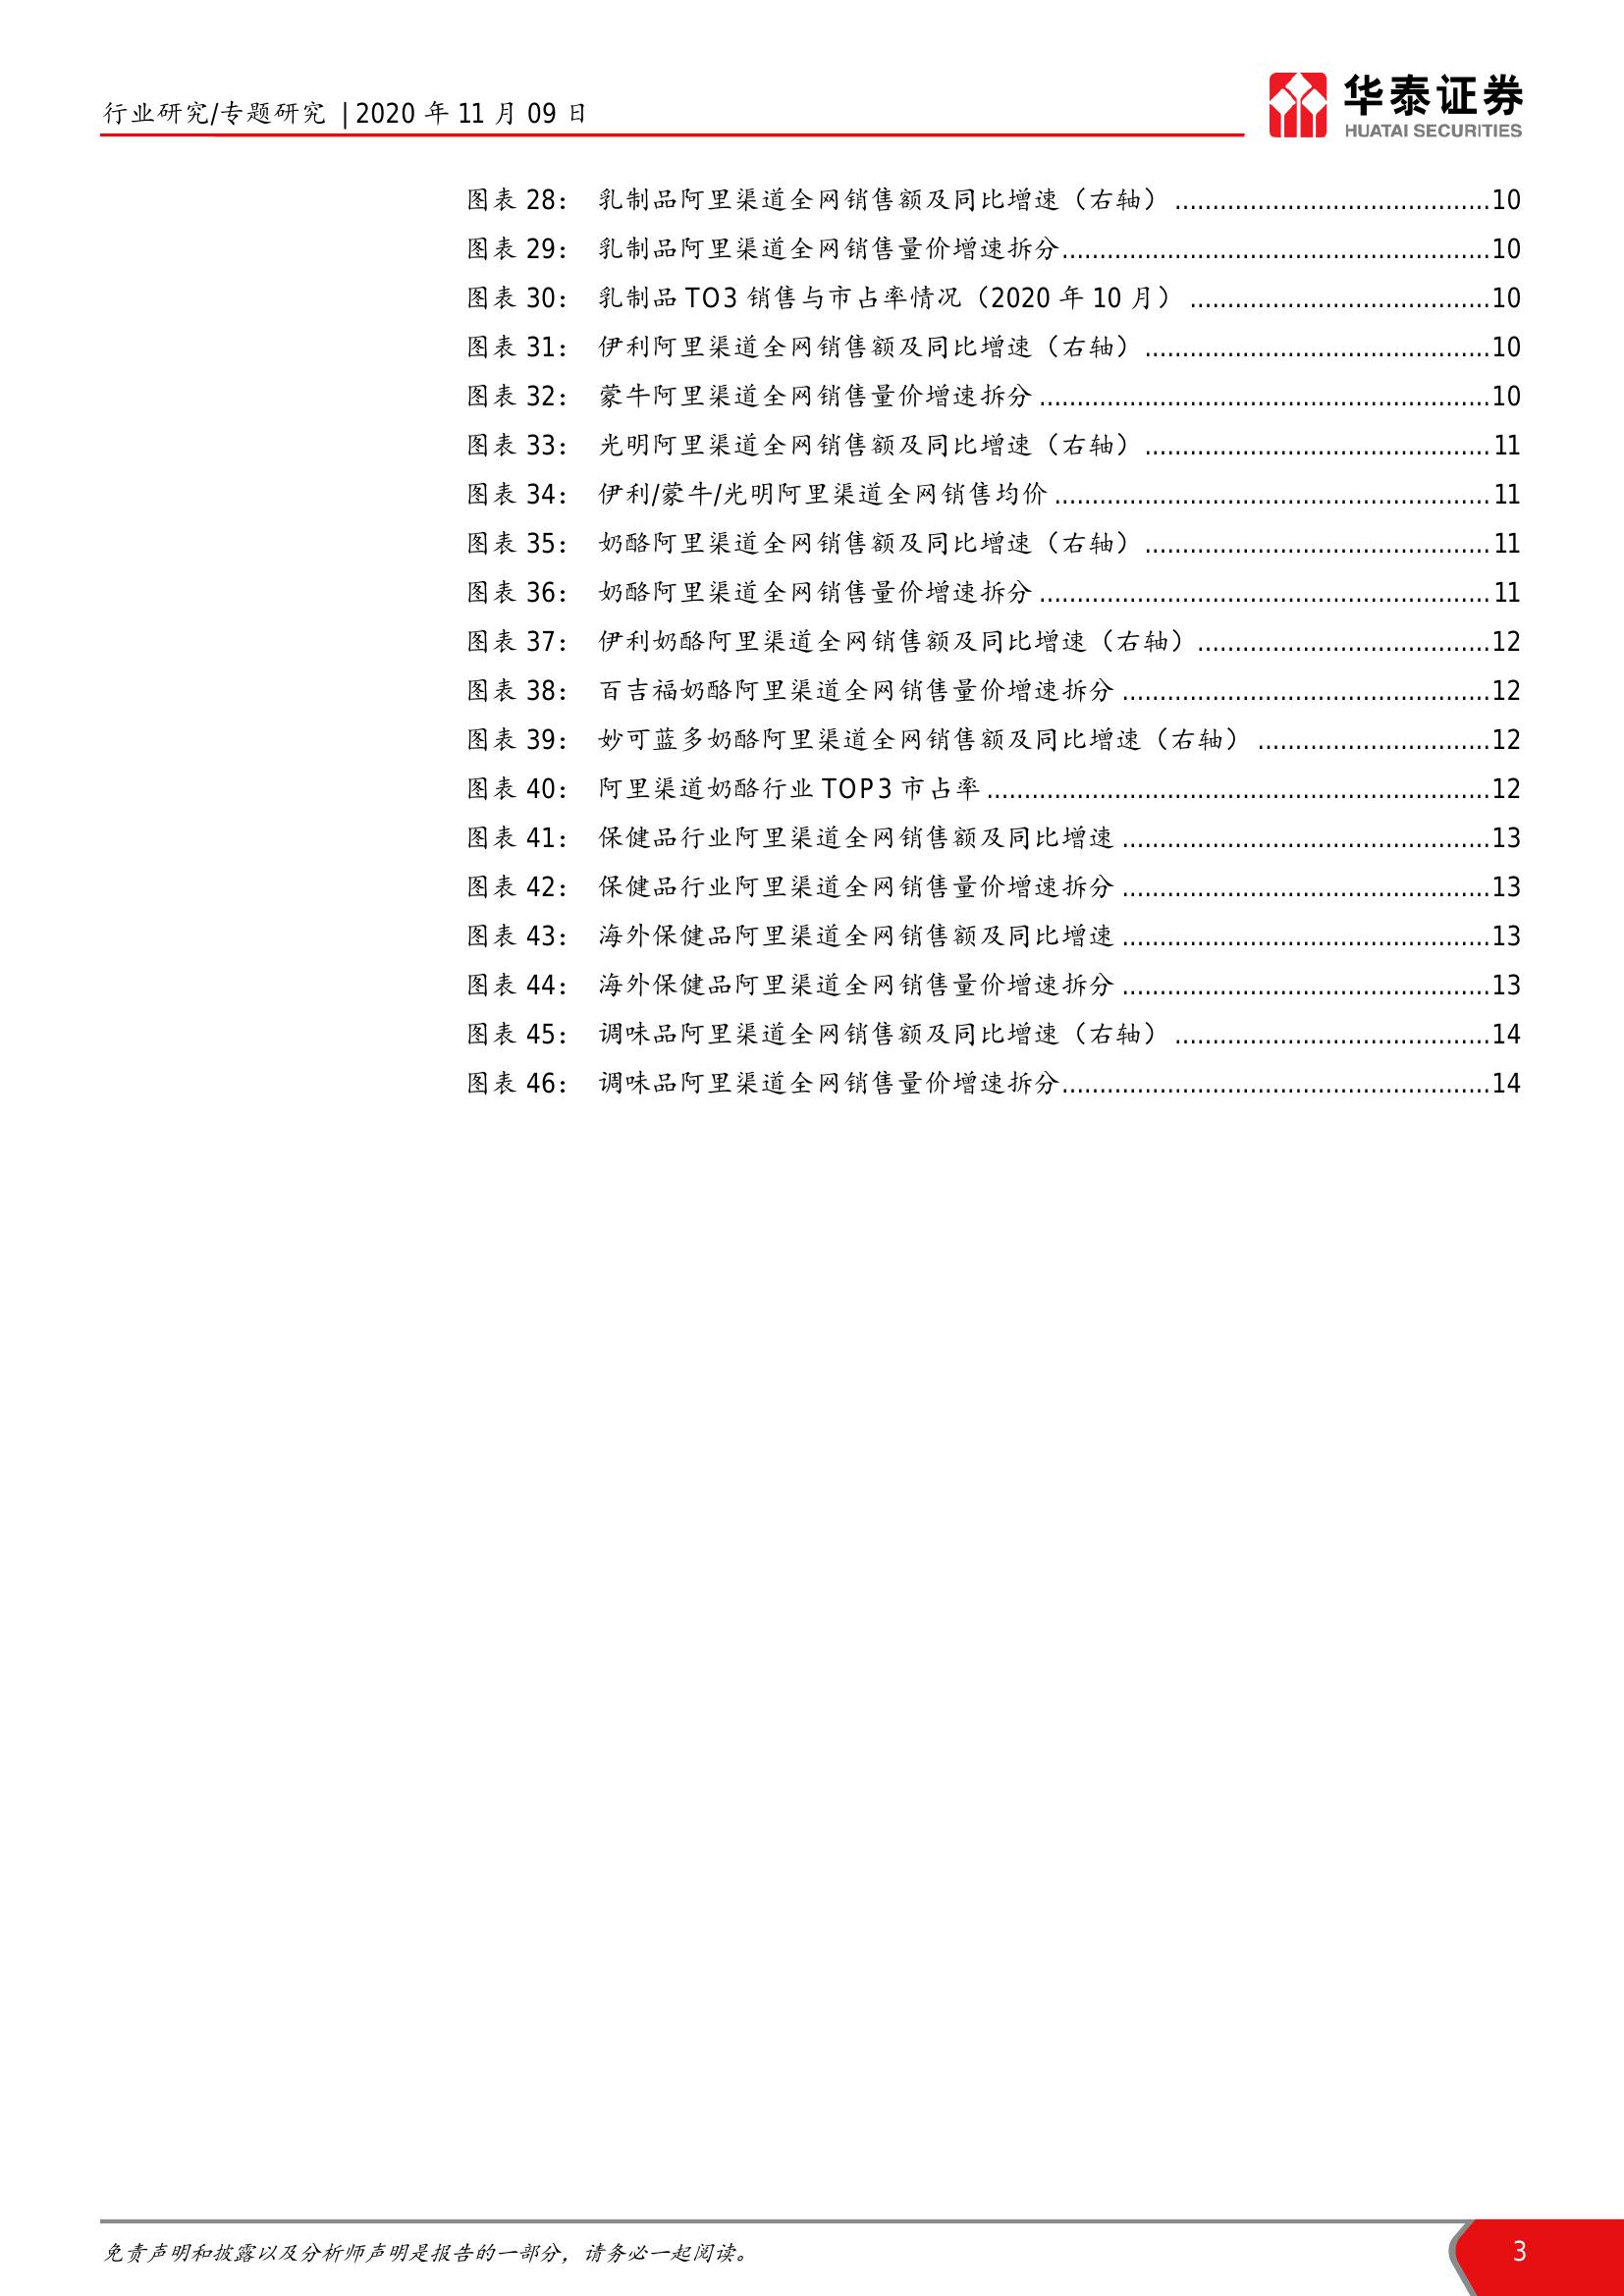 行业研究/专题研究 | 2020 年 11 月 09 日
华泰证券
HUATAI SECURITIES
图表 28： 乳制品阿里渠道全网销售额及同比增速（右轴）..........................................10
图表 29： 乳制品阿里渠道全网销售量价增速拆分.........................................................10
图表 30： 乳制品 TO3 销售与市占率情况（2020 年 10 月）........................................10
图表 31： 伊利阿里渠道全网销售额及同比增速（右轴）..............................................10
图表 32： 蒙牛阿里渠道全网销售量价增速拆分............................................................10
图表 33： 光明阿里渠道全网销售额及同比增速（右轴）..............................................11
图表 34： 伊利/蒙牛/光明阿里渠道全网销售均价..........................................................11
图表 35： 奶酪阿里渠道全网销售额及同比增速（右轴）..............................................11
图表 36： 奶酪阿里渠道全网销售量价增速拆分............................................................11
图表 37： 伊利奶酪阿里渠道全网销售额及同比增速（右轴）.......................................12
图表 38： 百吉福奶酪阿里渠道全网销售量价增速拆分.................................................12
图表 39： 妙可蓝多奶酪阿里渠道全网销售额及同比增速（右轴）...............................12
图表 40： 阿里渠道奶酪行业 TOP3 市占率...................................................................12
图表 41： 保健品行业阿里渠道全网销售额及同比增速.................................................13
图表 42： 保健品行业阿里渠道全网销售量价增速拆分.................................................13
图表 43： 海外保健品阿里渠道全网销售额及同比增速.................................................13
图表 44： 海外保健品阿里渠道全网销售量价增速拆分.................................................13
图表 45： 调味品阿里渠道全网销售额及同比增速（右轴）..........................................14
图表 46： 调味品阿里渠道全网销售量价增速拆分.........................................................14
免责声明和披露以及分析师声明是报告的一部分，请务必一起阅读。
3